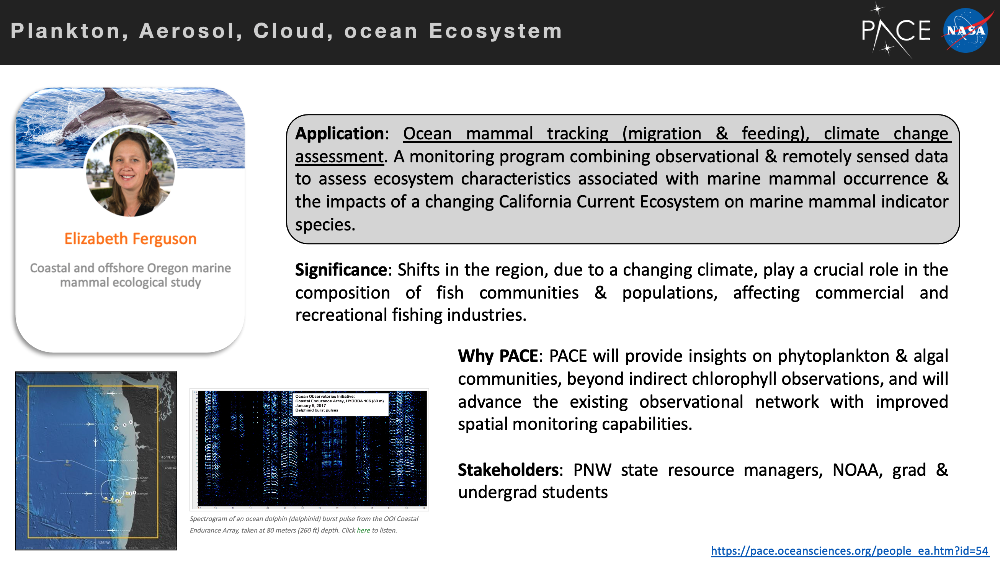 Plankton, Aerosol, Cloud, ocean Ecosystem
PACE
NASA
Elizabeth Ferguson
Coastal and offshore Oregon marine
mammal ecological study
Application: Ocean mammal tracking (migration & feeding), climate change
assessment. A monitoring program combining observational & remotely sensed data
to assess ecosystem characteristics associated with marine mammal occurrence &
the impacts of a changing California Current Ecosystem on marine mammal indicator
species.
Significance: Shifts in the region, due to a changing climate, play a crucial role in the
composition of fish communities & populations, affecting commercial and
recreational fishing industries.
Why PACE: PACE will provide insights on phytoplankton & algal
communities, beyond indirect chlorophyll observations, and will
advance the existing observational network with improved
spatial monitoring capabilities.
Stakeholders: PNW state resource managers, NOAA, grad &
undergrad students
45°N 40'
PORTLAND
PACIFIC
CITY
NEWPORT
126°W
Ocean Observatories Initiative:
Coastal Endurance Array, HYDBBA 106 (80 m)
January 5, 2017
Delphinid burst pulses
Spectrogram of an ocean dolphin (delphinid) burst pulse from the OOI Coastal
Endurance Array, taken at 80 meters (260 ft) depth. Click here to listen.
https://pace.oceansciences.org/people_ea.htm?id=54